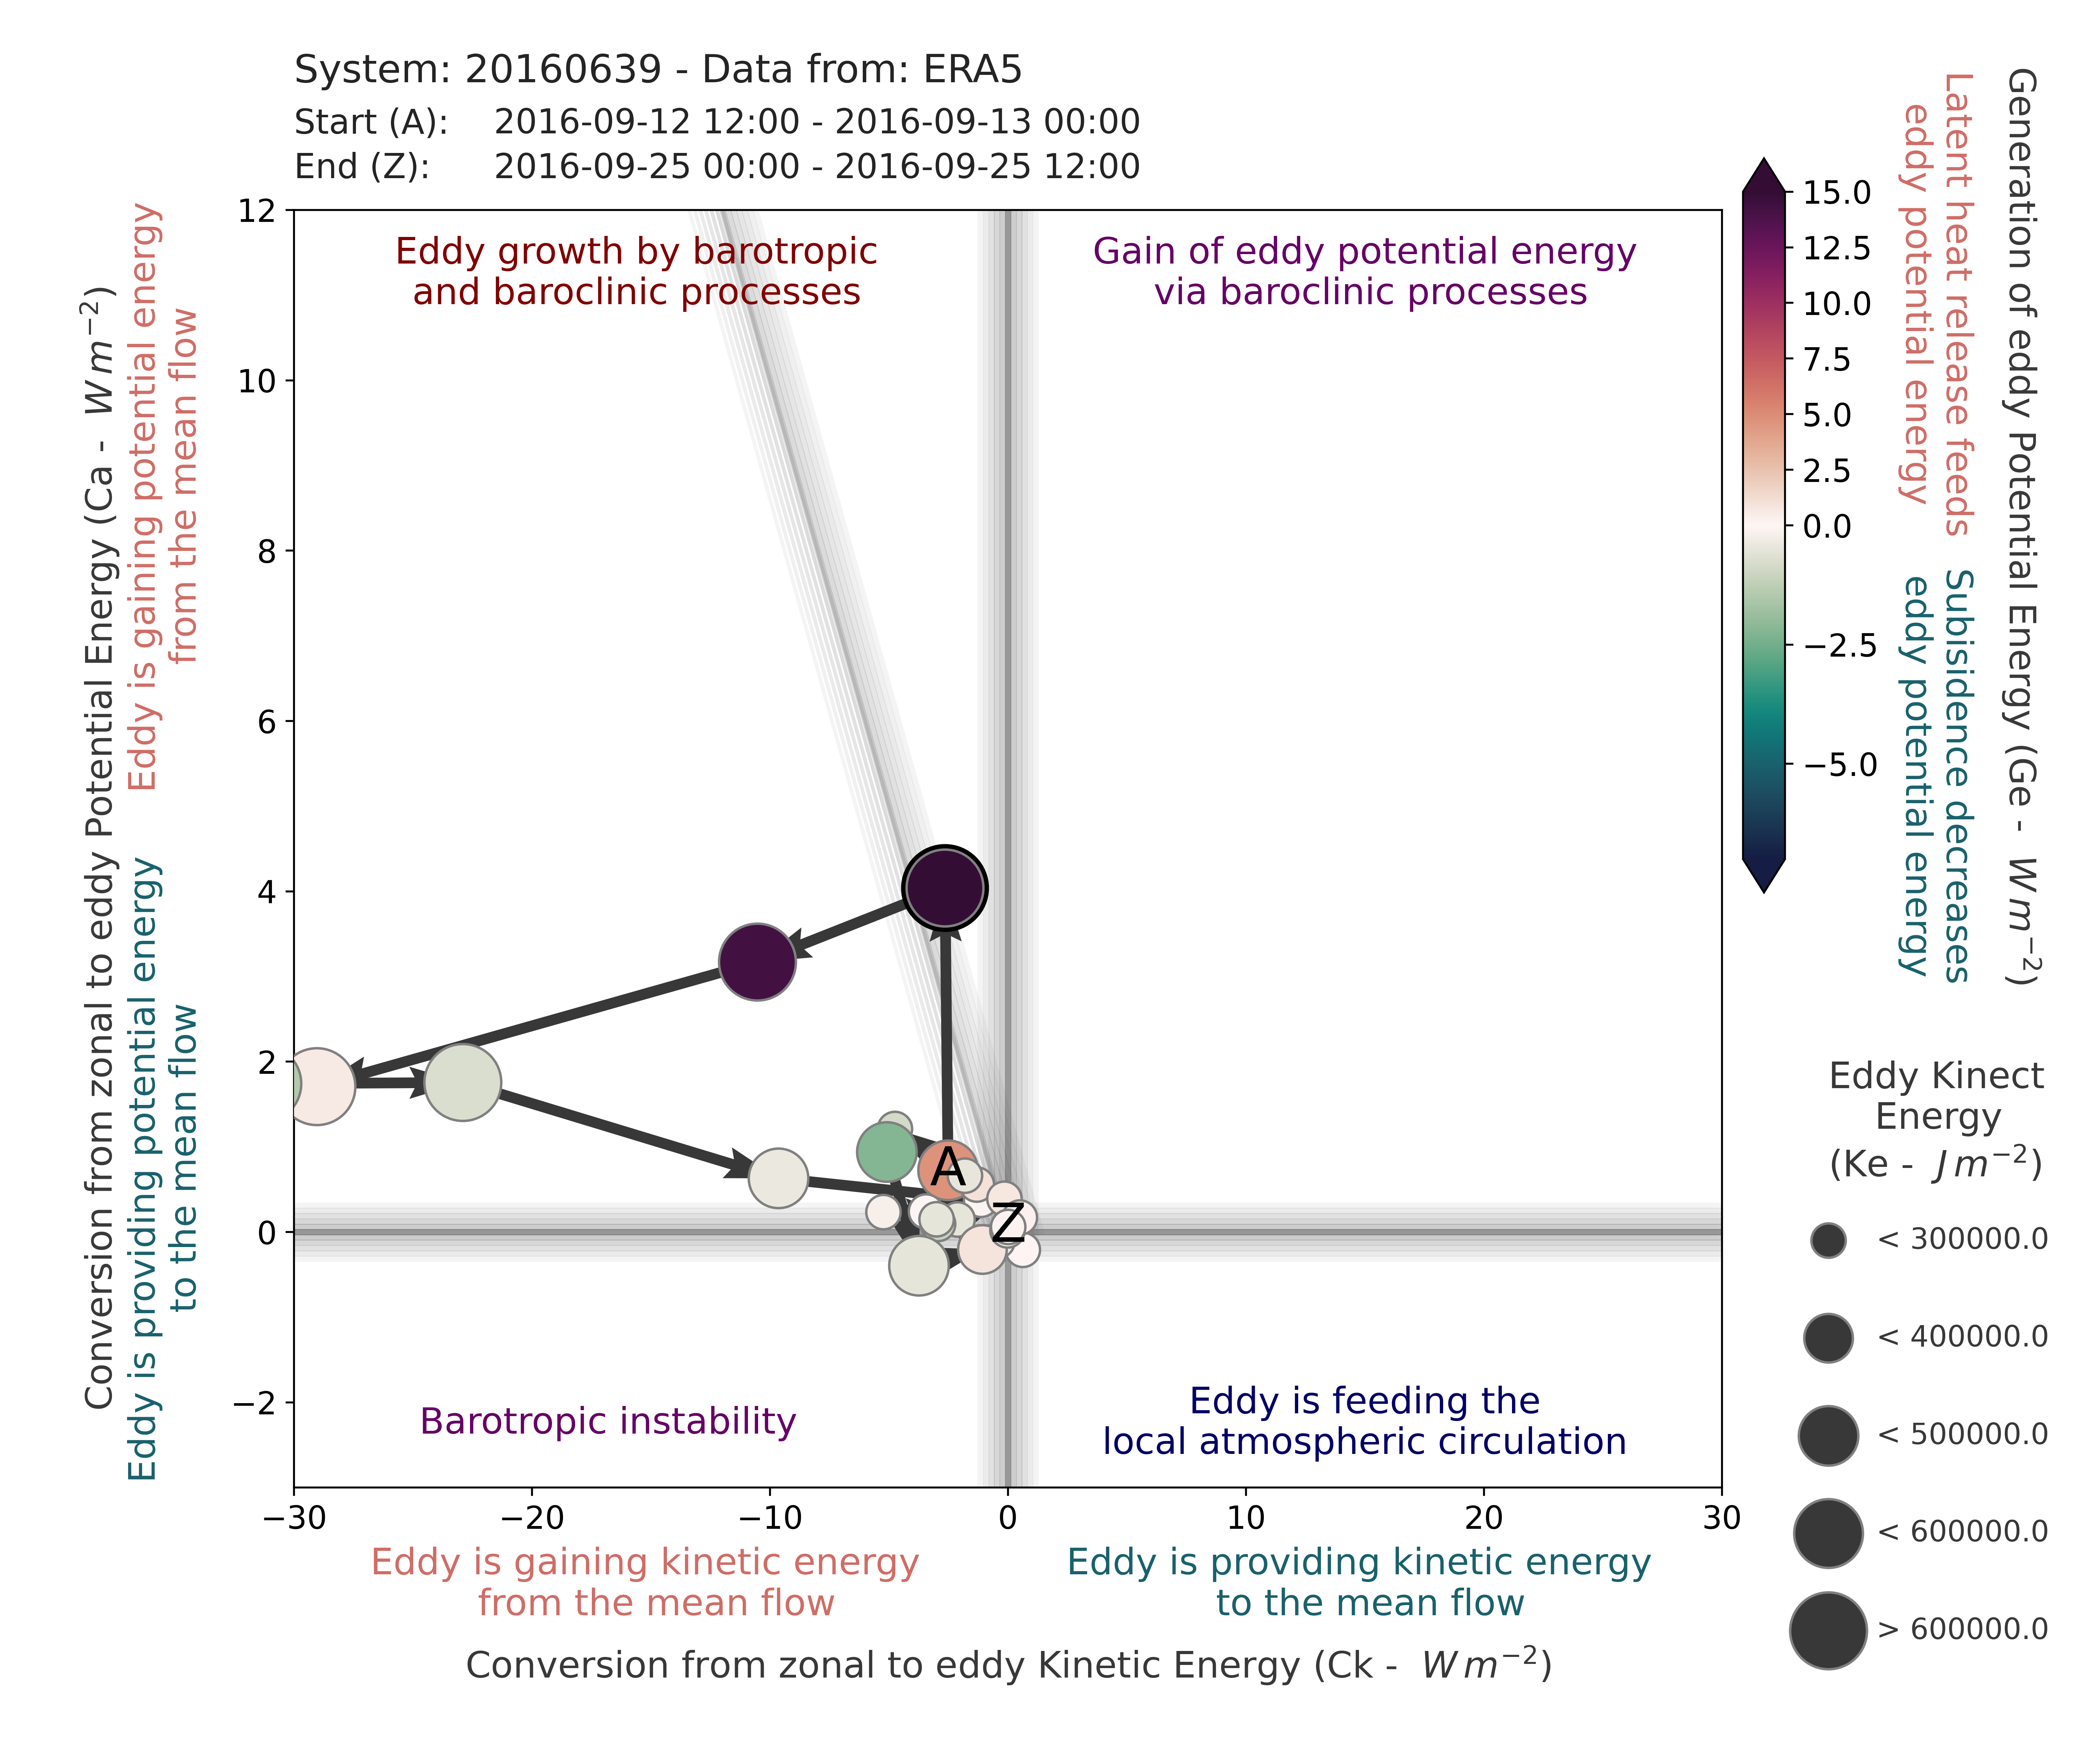 System: 20160639 - Data from: ERA5
Start (A): 2016-09-12 12:00 - 2016-09-13 00:00
End (Z): 2016-09-25 00:00 - 2016-09-25 12:00
Conversion from zonal to eddy Potential Energy (Ca - W m⁻²)
Eddy is gaining potential energy
from the mean flow
Eddy is providing potential energy
to the mean flow
12
10
8
6
4
2
0
−2
Eddy growth by barotropic
and baroclinic processes
Gain of eddy potential energy
via baroclinic processes
A
Z
Barotropic instability
Eddy is feeding the
local atmospheric circulation
−30
−20
−10
0
10
20
30
Eddy is gaining kinetic energy
from the mean flow
Eddy is providing kinetic energy
to the mean flow
Conversion from zonal to eddy Kinetic Energy (Ck - W m⁻²)
15.0
12.5
10.0
7.5
5.0
2.5
0.0
−2.5
−5.0
Latent heat release feeds
eddy potential energy
Subisidence decreases
eddy potential energy
Generation of eddy Potential Energy (Ge - W m⁻²)
Eddy Kinect
Energy
(Ke - J m⁻²)
< 300000.0
< 400000.0
< 500000.0
< 600000.0
> 600000.0